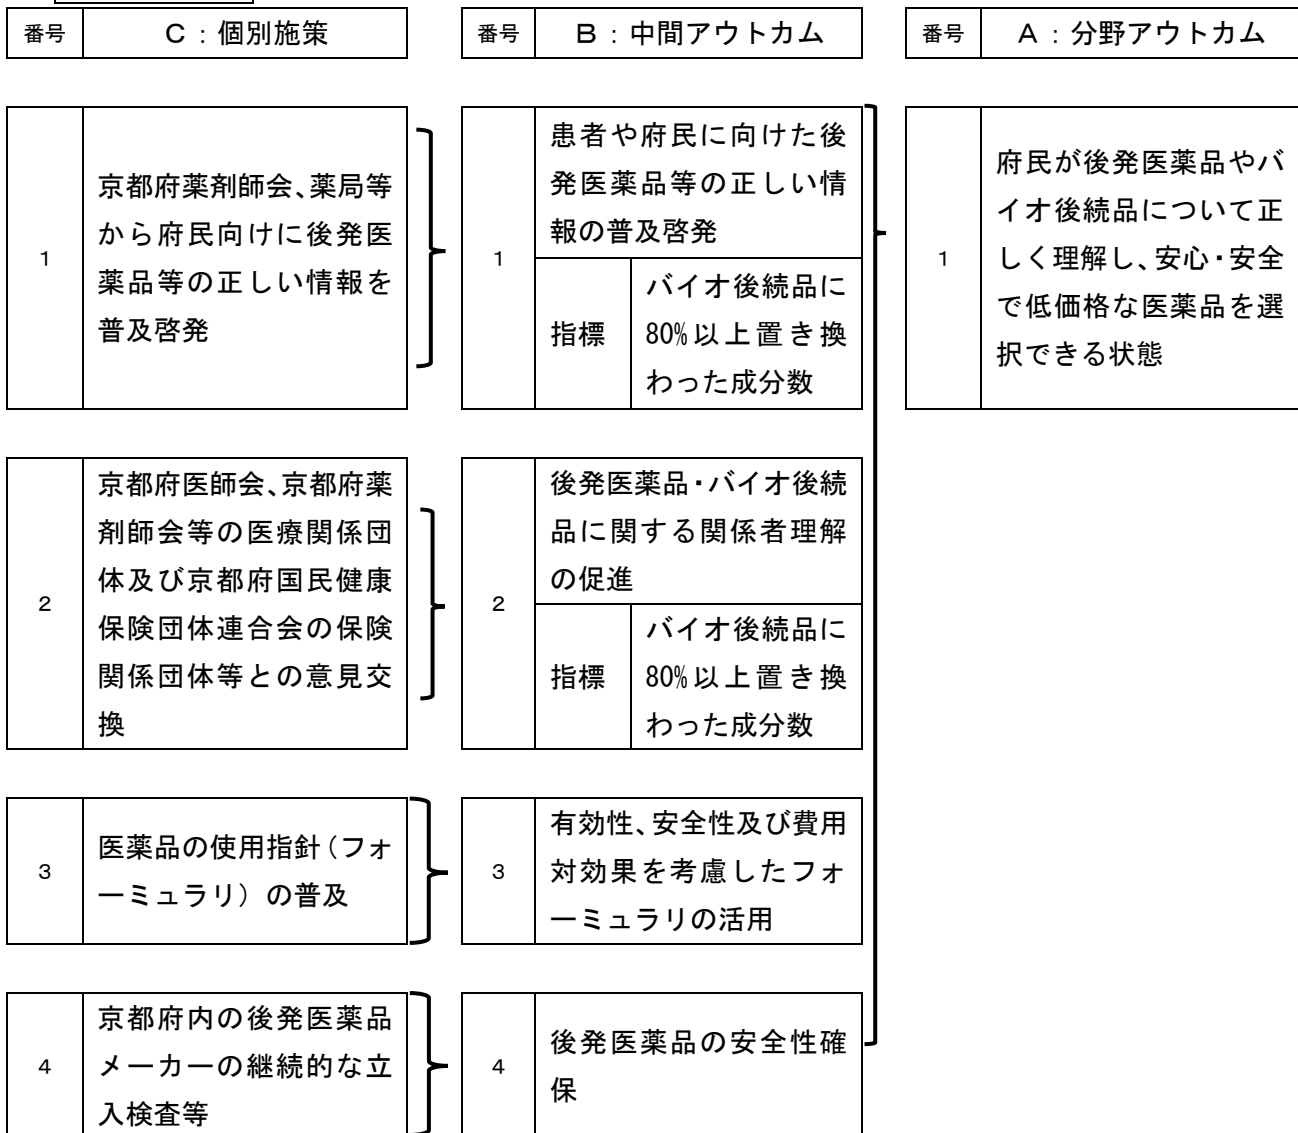 番号 C：個別施策 番号 B：中間アウトカム 番号 A：分野アウトカム
1
京都府薬剤師会、薬局等
から府民向けに後発医
薬品等の正しい情報を
普及啓発
1
患者や府民に向けた後
発医薬品等の正しい情
報の普及啓発
指標
バイオ後続品に
80%以上置き換
わった成分数
1
府民が後発医薬品やバ
イオ後続品について正
しく理解し、安心・安全
で低価格な医薬品を選
択できる状態
2
京都府医師会、京都府薬
剤師会等の医療関係団
体及び京都府国民健康
保険団体連合会の保険
関係団体等との意見交
換
2
後発医薬品・バイオ後続
品に関する関係者理解
の促進
指標
バイオ後続品に
80%以上置き換
わった成分数
3
医薬品の使用指針（フォ
ーミュラリ）の普及
3
有効性、安全性及び費用
対効果を考慮したフォ
ーミュラリの活用
4
京都府内の後発医薬品
メーカーの継続的な立
入検査等
4
後発医薬品の安全性確
保